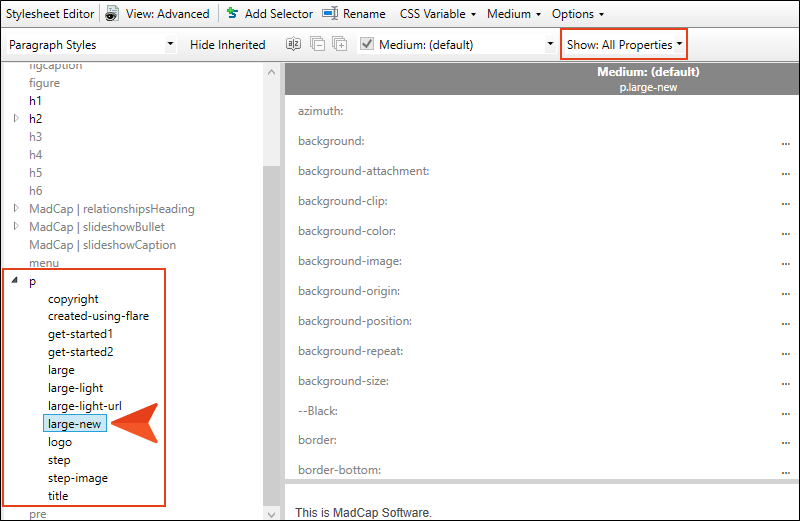 Stylesheet Editor View: Advanced Add Selector Rename CSS Variable Medium Options
Paragraph Styles Hide Inherited Medium: (default) Show: All Properties
figcaption
figure
h1
h2
h3
h4
h5
h6
MadCap | relationshipsHeading
MadCap | slideshowBullet
MadCap | slideshowCaption
menu
p
copyright
created-using-flare
get-started1
get-started2
large
large-light
large-light-url
large-new
logo
step
step-image
title
pre
Medium: (default)
p.large-new
azimuth:
background: ...
background-attachment: ...
background-clip: ...
background-color: ...
background-image: ...
background-origin: ...
background-position: ...
background-repeat: ...
background-size: ...
--Black: ...
border: ...
border-bottom: ...
This is MadCap Software.